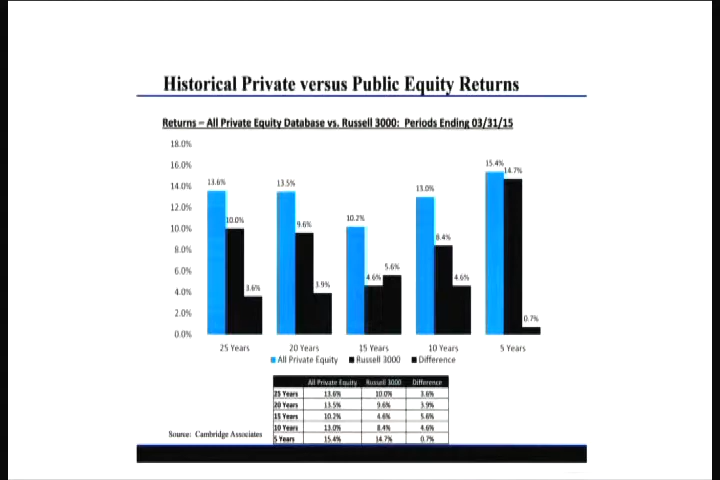 Historical Private versus Public Equity Returns
Returns – All Private Equity Database vs. Russell 3000: Periods Ending 03/31/15
18.0%
16.0%
14.0%
12.0%
10.0%
8.0%
6.0%
4.0%
2.0%
0.0%
13.6% 10.0% 3.6%
13.5% 9.6% 3.9%
10.2% 4.6% 5.6%
13.0% 8.4% 4.6%
15.4% 14.7% 0.7%
25 Years 20 Years 15 Years 10 Years 5 Years
All Private Equity Russell 3000 Difference
All Private Equity Russell 3000 Difference
25 Years 13.6% 10.0% 3.6%
20 Years 13.5% 9.6% 3.9%
15 Years 10.2% 4.6% 5.6%
10 Years 13.0% 8.4% 4.6%
5 Years 15.4% 14.7% 0.7%
Source: Cambridge Associates